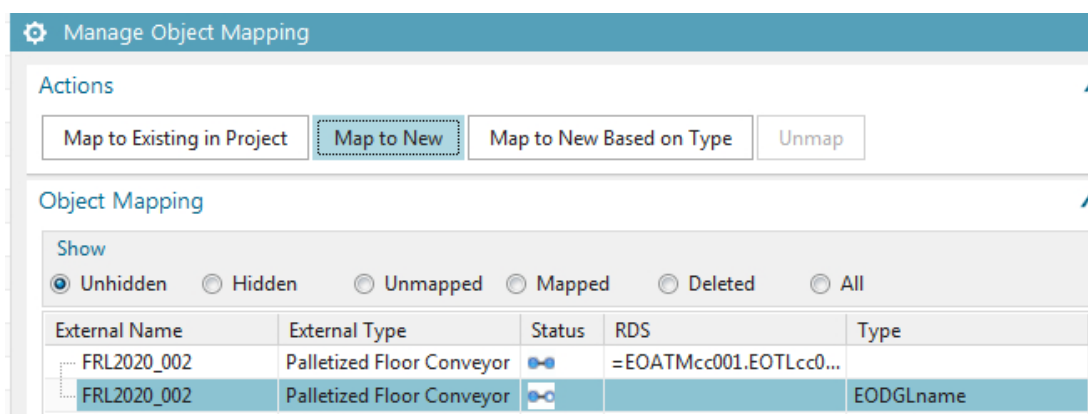 Manage Object Mapping
Actions
Map to Existing in Project Map to New Map to New Based on Type Unmap
Object Mapping
Show
Unhidden Hidden Unmapped Mapped Deleted All
External Name External Type Status RDS Type
FRL2020_002 Palletized Floor Conveyor =EOATMcc001.EOTLcc0...
FRL2020_002 Palletized Floor Conveyor EODGLname